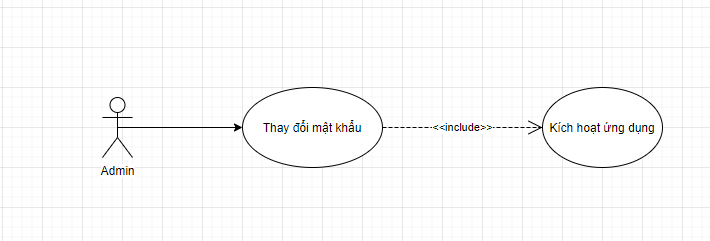 Thay đổi mật khẩu
<<include>>
Kích hoạt ứng dụng
Admin